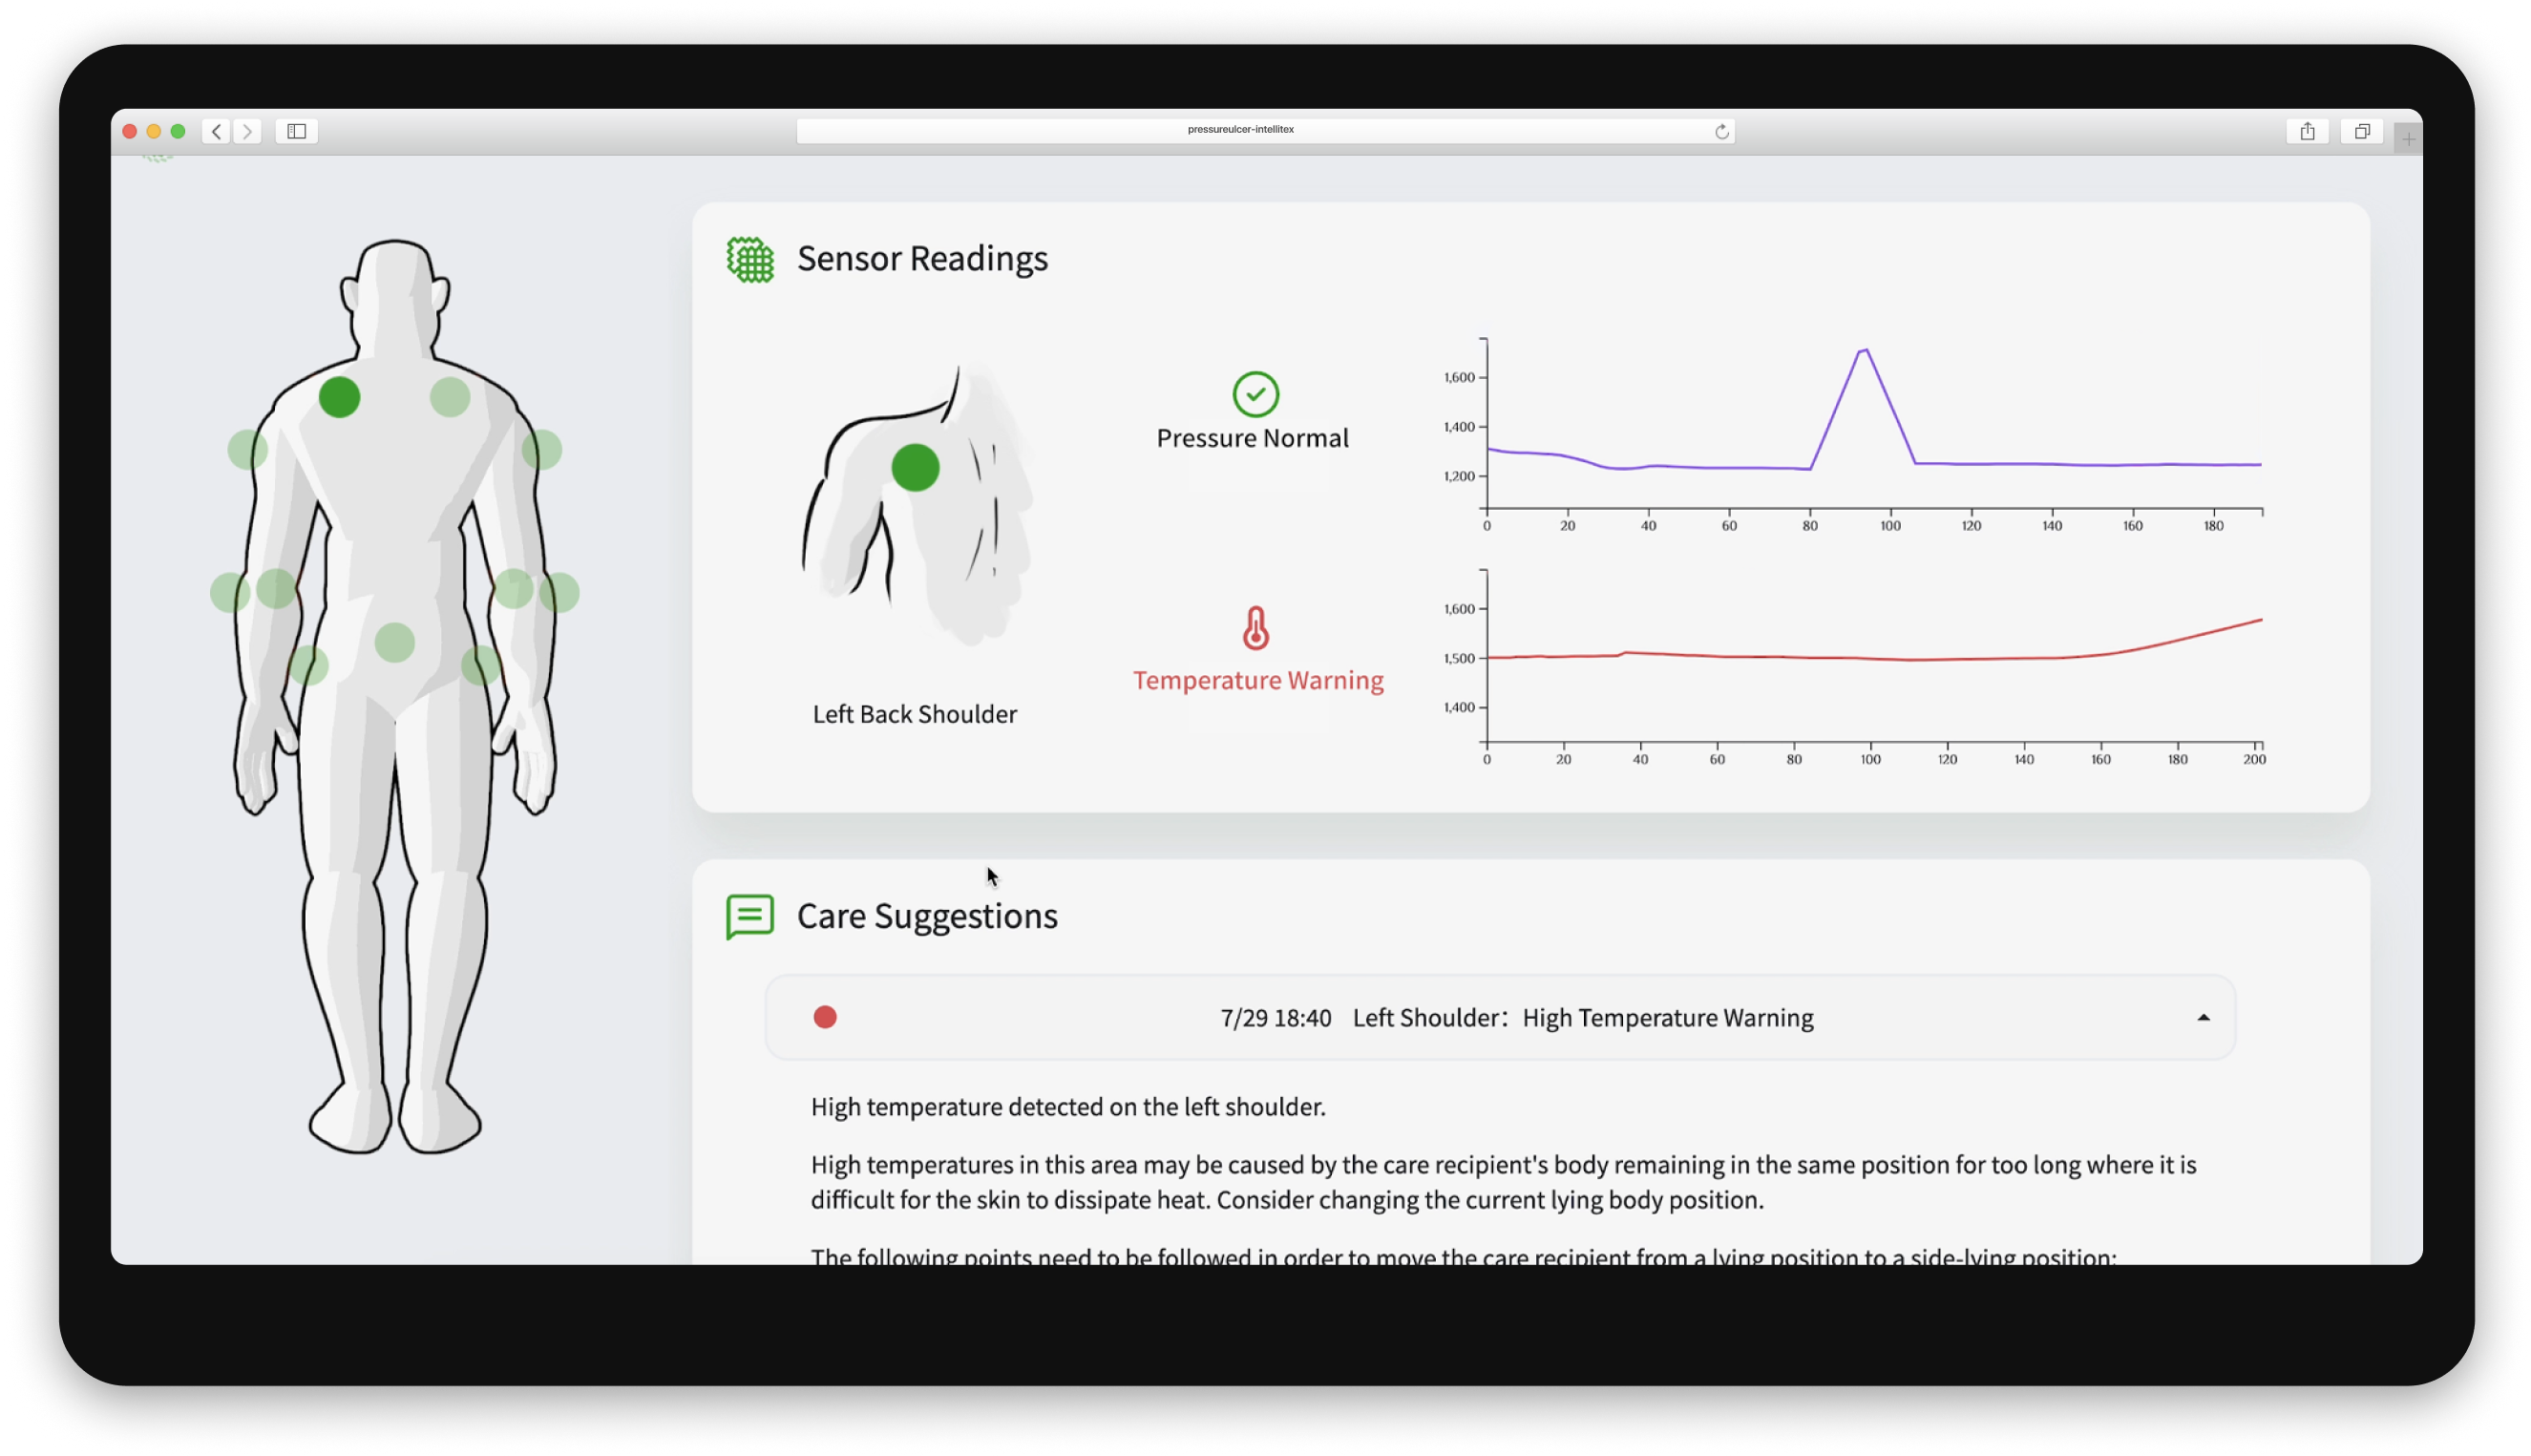 pressureulcer-intellitex
Sensor Readings
Pressure Normal
1,600
1,400
1,200
0 20 40 60 80 100 120 140 160 180
Temperature Warning
1,600
1,500
1,400
0 20 40 60 80 100 120 140 160 180 200
Left Back Shoulder
Care Suggestions
7/29 18:40 Left Shoulder: High Temperature Warning
High temperature detected on the left shoulder.
High temperatures in this area may be caused by the care recipient's body remaining in the same position for too long where it is
difficult for the skin to dissipate heat. Consider changing the current lying body position.
The following points need to be followed in order to move the care recipient from a lying position to a side-lying position: